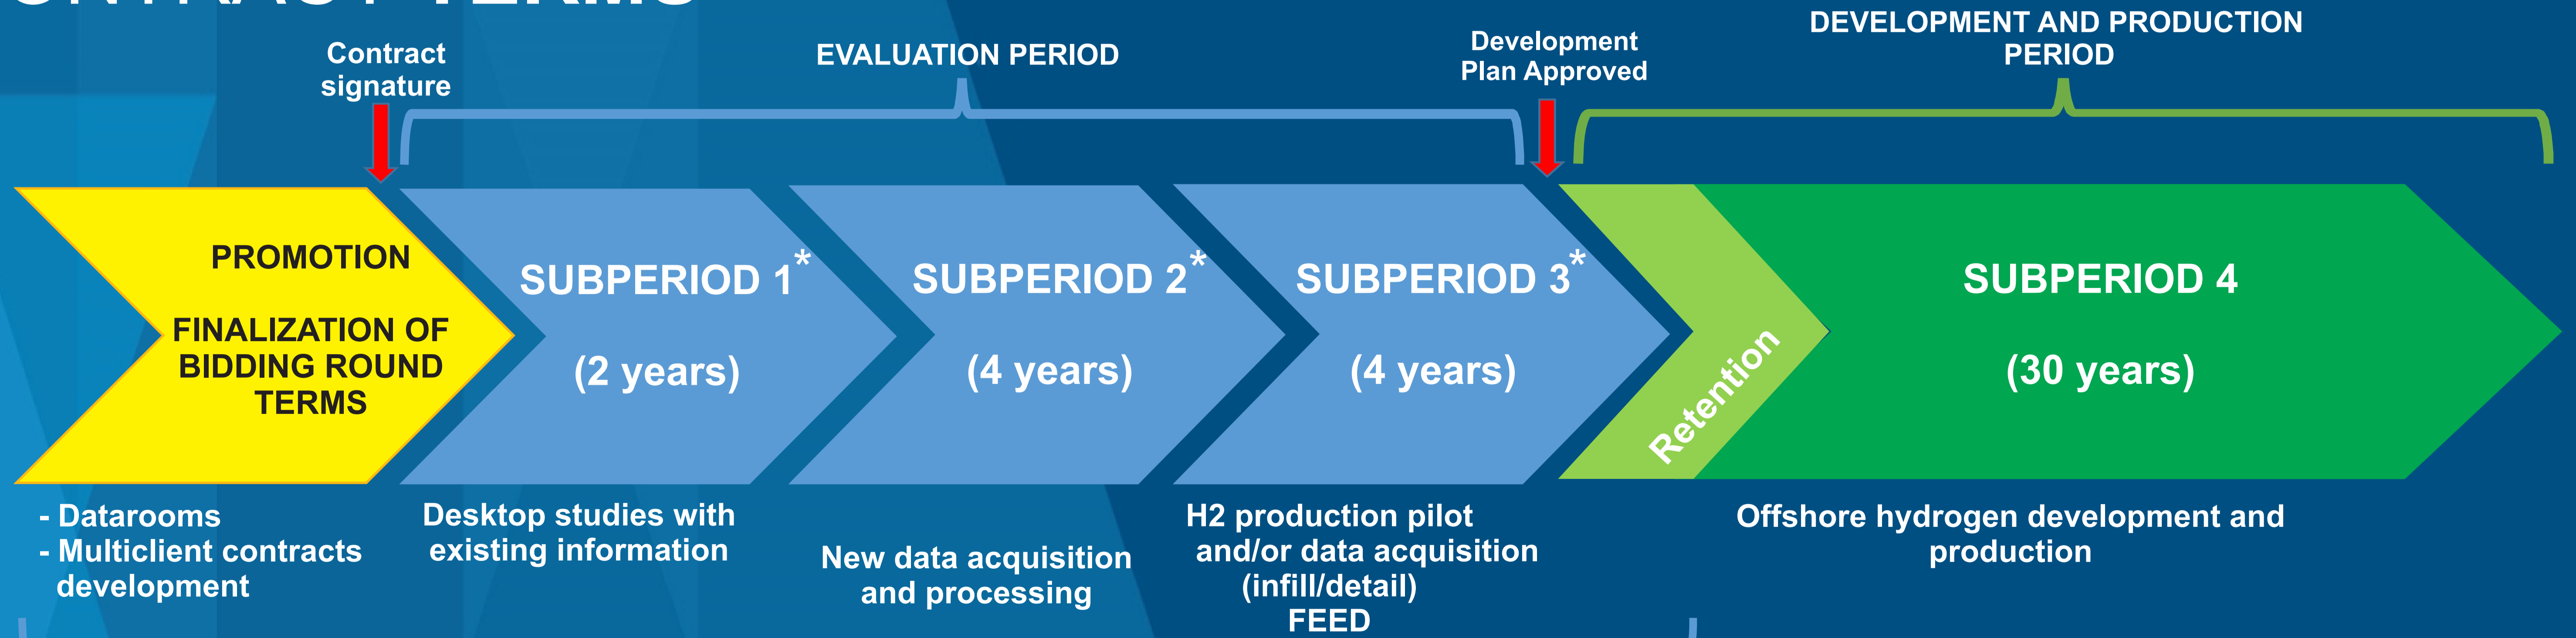 Contract
signature
EVALUATION PERIOD
Development
Plan Approved
DEVELOPMENT AND PRODUCTION
PERIOD
PROMOTION
FINALIZATION OF
BIDDING ROUND
TERMS
SUBPERIOD 1*
(2 years)
SUBPERIOD 2*
(4 years)
SUBPERIOD 3*
(4 years)
Retention
SUBPERIOD 4
(30 years)
- Datarooms
- Multiclient contracts
development
Desktop studies with
existing information
New data acquisition
and processing
H2 production pilot
and/or data acquisition
(infill/detail)
FEED
Offshore hydrogen development and
production